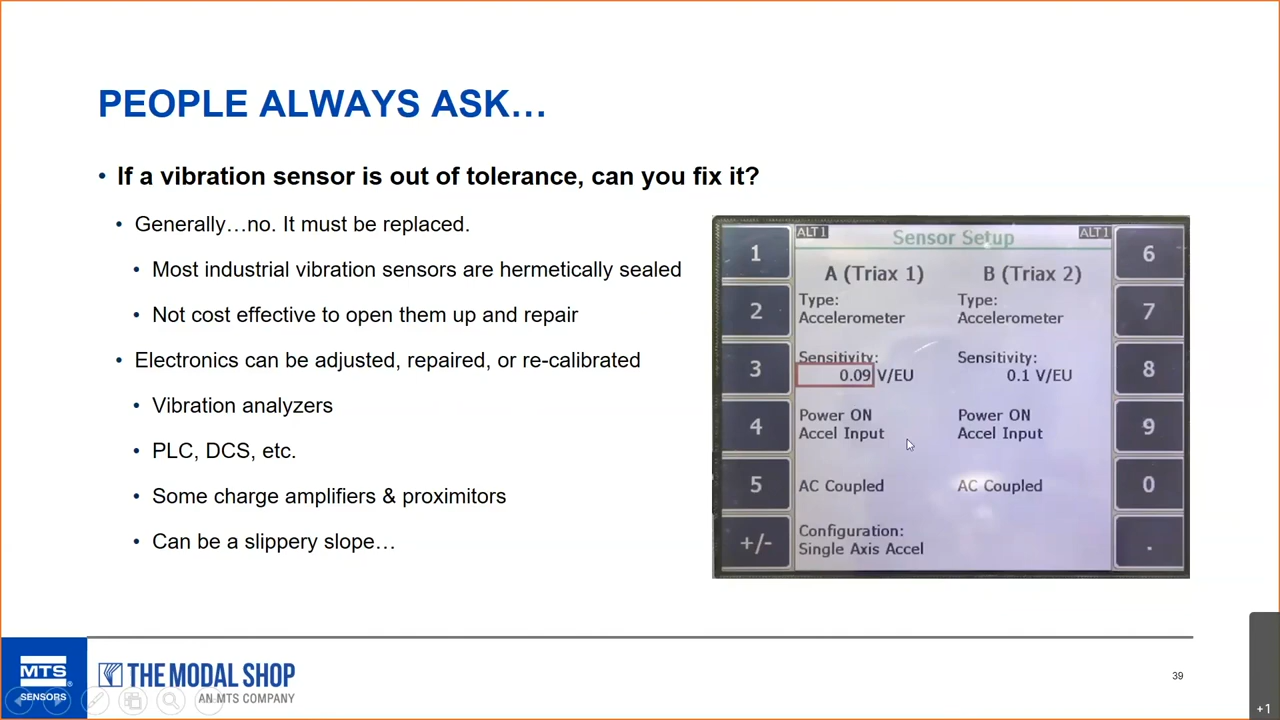 PEOPLE ALWAYS ASK…
• If a vibration sensor is out of tolerance, can you fix it?
• Generally…no. It must be replaced.
• Most industrial vibration sensors are hermetically sealed
• Not cost effective to open them up and repair
• Electronics can be adjusted, repaired, or re-calibrated
• Vibration analyzers
• PLC, DCS, etc.
• Some charge amplifiers & proximitors
• Can be a slippery slope…
ALT1 Sensor Setup ALT1
1
2
3
4
5
+/-
A (Triax 1)
Type:
Accelerometer
Sensitivity:
0.09 V/EU
Power ON
Accel Input
AC Coupled
Configuration:
Single Axis Accel
B (Triax 2)
Type:
Accelerometer
Sensitivity:
0.1 V/EU
Power ON
Accel Input
AC Coupled
6
7
8
9
0
.
MTS®
SENSORS
THE MODAL SHOP
AN MTS COMPANY
39
+1